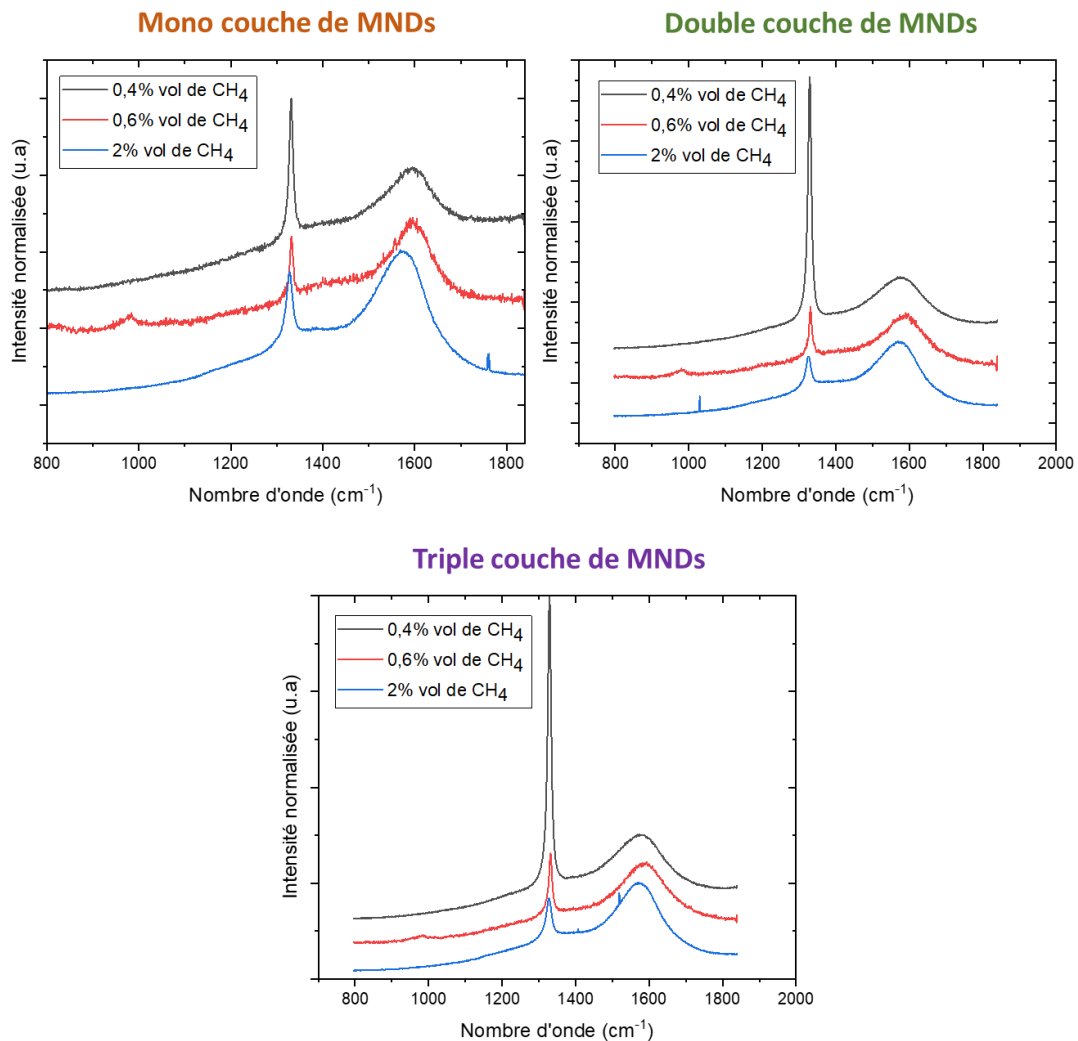 Mono couche de MNDs
Double couche de MNDs
0,4% vol de CH₄
0,6% vol de CH₄
2% vol de CH₄
Intensité normalisée (u.a)
800 1000 1200 1400 1600 1800
Nombre d'onde (cm⁻¹)
0,4% vol de CH₄
0,6% vol de CH₄
2% vol de CH₄
Intensité normalisée (u.a)
800 1000 1200 1400 1600 1800 2000
Nombre d'onde (cm⁻¹)
Triple couche de MNDs
0,4% vol de CH₄
0,6% vol de CH₄
2% vol de CH₄
Intensité normalisée (u.a)
800 1000 1200 1400 1600 1800 2000
Nombre d'onde (cm⁻¹)